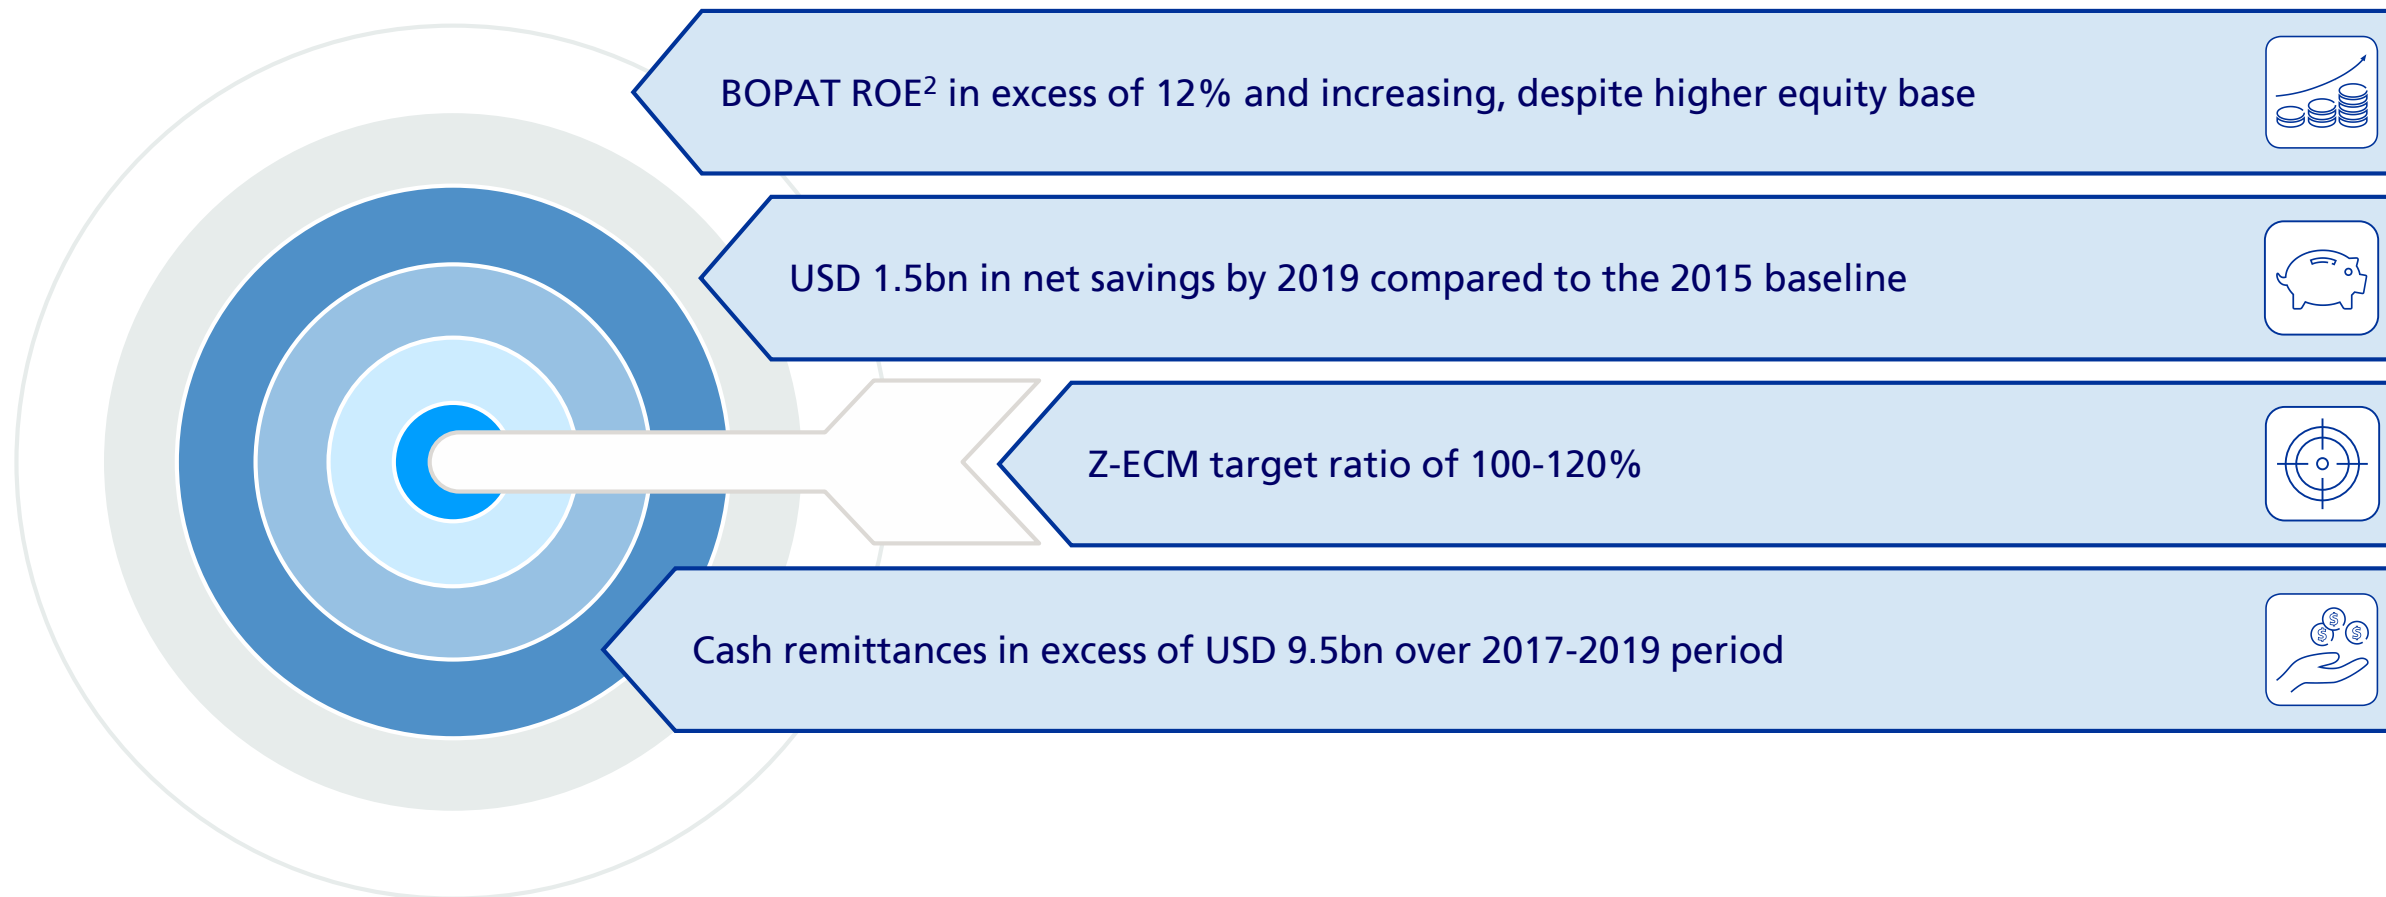 BOPAT ROE² in excess of 12% and increasing, despite higher equity base
USD 1.5bn in net savings by 2019 compared to the 2015 baseline
Z-ECM target ratio of 100-120%
$ $ $
Cash remittances in excess of USD 9.5bn over 2017-2019 period